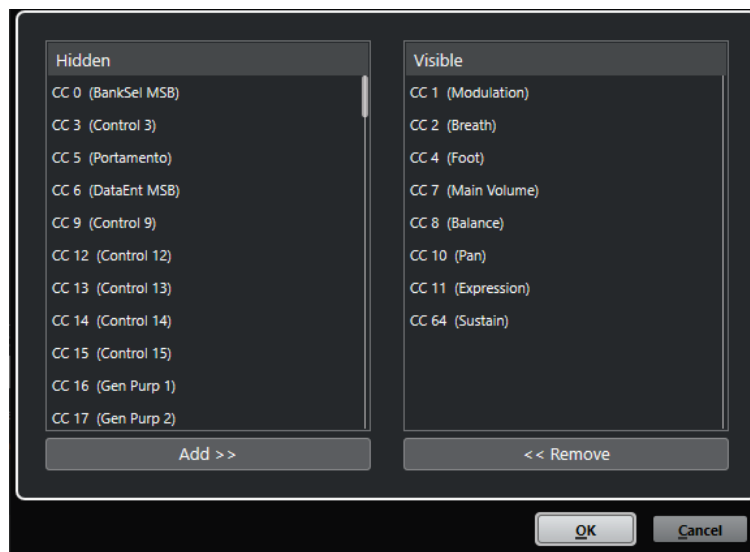 Hidden
CC 0 (BankSel MSB)
CC 3 (Control 3)
CC 5 (Portamento)
CC 6 (DataEnt MSB)
CC 9 (Control 9)
CC 12 (Control 12)
CC 13 (Control 13)
CC 14 (Control 14)
CC 15 (Control 15)
CC 16 (Gen Purp 1)
CC 17 (Gen Purp 2)
Add >>
Visible
CC 1 (Modulation)
CC 2 (Breath)
CC 4 (Foot)
CC 7 (Main Volume)
CC 8 (Balance)
CC 10 (Pan)
CC 11 (Expression)
CC 64 (Sustain)
<< Remove
OK
Cancel